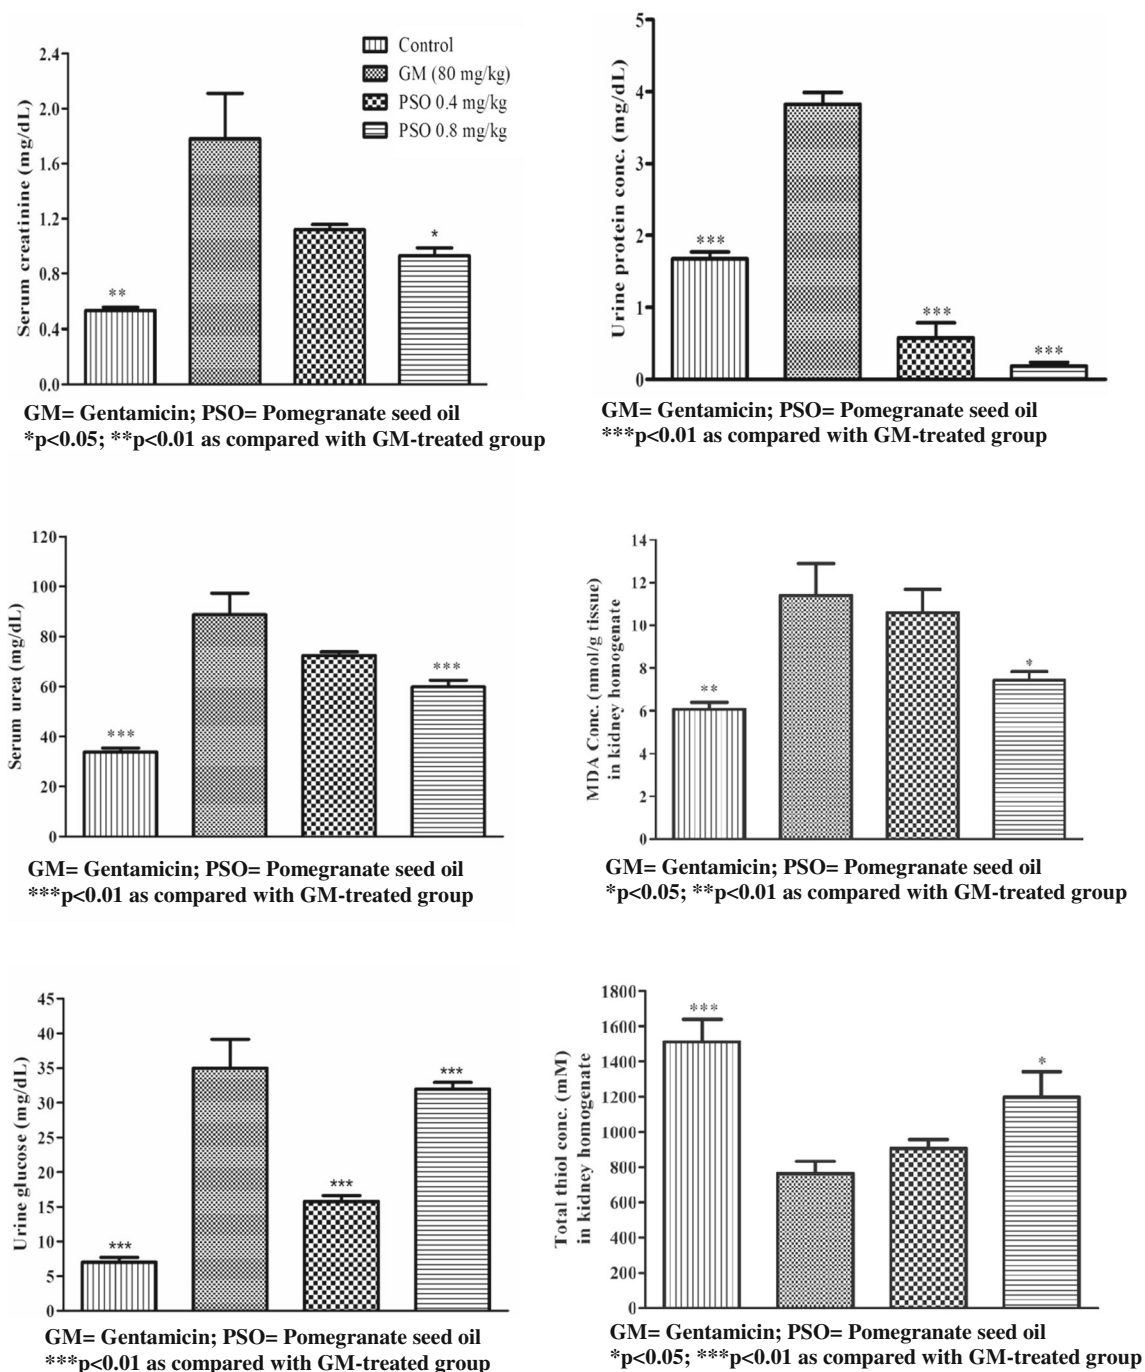 Serum creatinine (mg/dL)
2.4
2.0
1.6
1.2
0.8
0.4
0.0
**
*
Control
GM (80 mg/kg)
PSO 0.4 mg/kg
PSO 0.8 mg/kg
GM= Gentamicin; PSO= Pomegranate seed oil
*p<0.05; **p<0.01 as compared with GM-treated group
Urine protein conc. (mg/dL)
5
4
3
2
1
0
***
***
***
GM= Gentamicin; PSO= Pomegranate seed oil
***p<0.01 as compared with GM-treated group
Serum urea (mg/dL)
120
100
80
60
40
20
0
***
***
GM= Gentamicin; PSO= Pomegranate seed oil
***p<0.01 as compared with GM-treated group
MDA Conc. (nmol/g tissue)
in kidney homogenate
14
12
10
8
6
4
2
0
**
*
GM= Gentamicin; PSO= Pomegranate seed oil
*p<0.05; **p<0.01 as compared with GM-treated group
Urine glucose (mg/dL)
45
40
35
30
25
20
15
10
5
0
***
***
***
GM= Gentamicin; PSO= Pomegranate seed oil
***p<0.01 as compared with GM-treated group
Total thiol conc. (mM)
in kidney homogenate
1800
1600
1400
1200
1000
800
600
400
200
0
***
*
GM= Gentamicin; PSO= Pomegranate seed oil
*p<0.05; ***p<0.01 as compared with GM-treated group